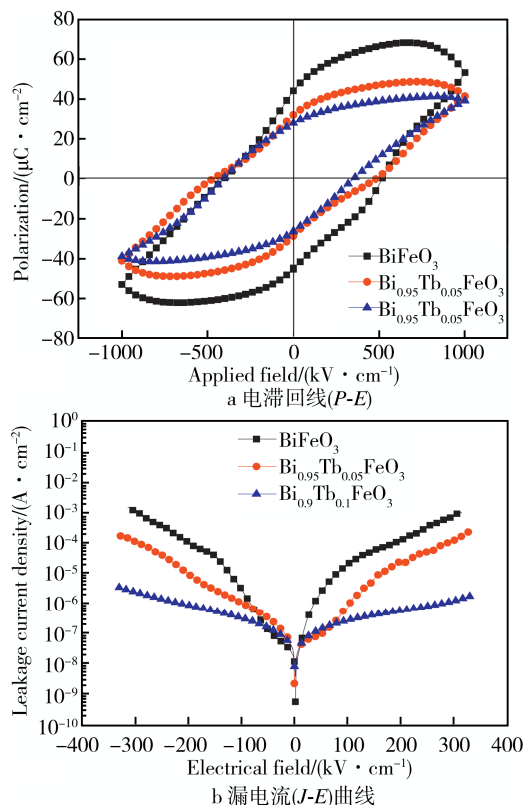 80
60
40
20
0
-20
-40
-60
-80
Polarization/(μC·cm⁻²)
BiFeO₃
Bi₀.₉₅Tb₀.₀₅FeO₃
Bi₀.₉₅Tb₀.₀₅FeO₃
-1000 -500 0 500 1000
Applied field/(kV·cm⁻¹)
a 电滞回线(P-E)
10⁰
10⁻¹
10⁻²
10⁻³
10⁻⁴
10⁻⁵
10⁻⁶
10⁻⁷
10⁻⁸
10⁻⁹
10⁻¹⁰
Leakage current density/(A·cm⁻²)
BiFeO₃
Bi₀.₉₅Tb₀.₀₅FeO₃
Bi₀.₉Tb₀.₁FeO₃
-400 -300 -200 -100 0 100 200 300 400
Electrical field/(kV·cm⁻¹)
b 漏电流(J-E)曲线